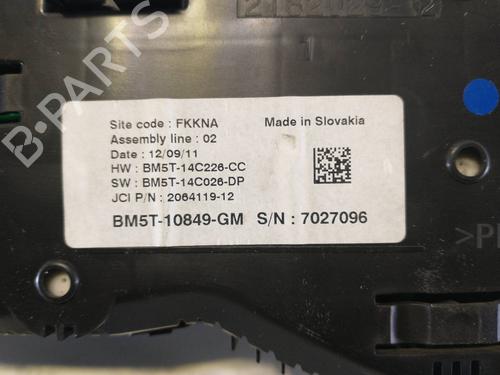 Site code : FKKNA
Made in Slovakia
Assembly line : 02
Date : 12/09/11
HW : BM5T-14C226-CC
SW : BM5T-14C026-DP
JCI P/N : 2064119-12
BM5T-10849-GM S/N : 7027096